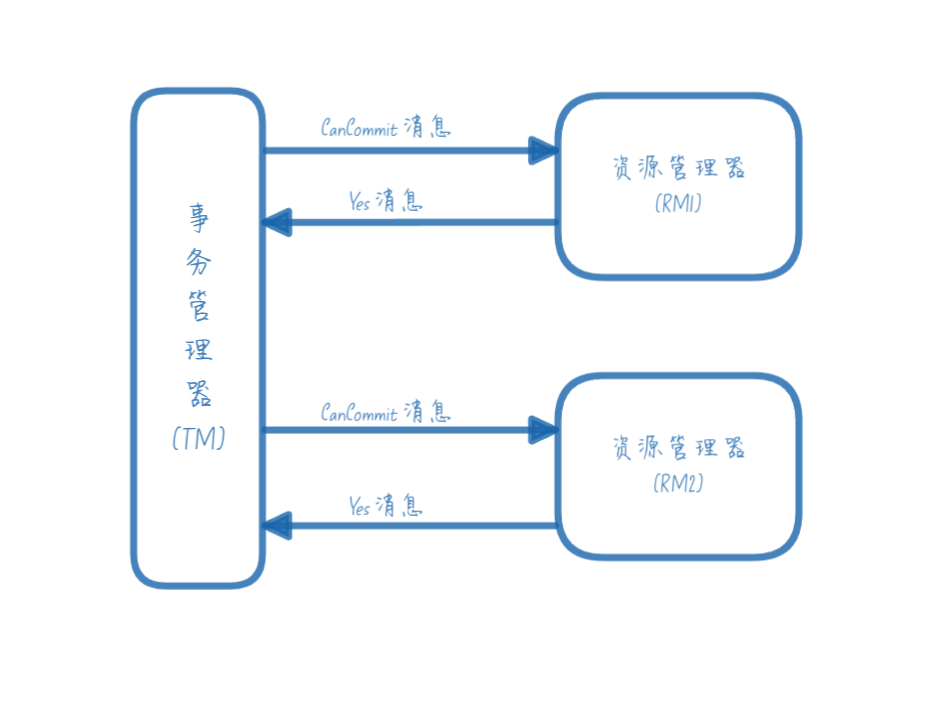 事务管理器
(TM)
CanCommit 消息
Yes 消息
资源管理器
(RM1)
CanCommit 消息
Yes 消息
资源管理器
(RM2)